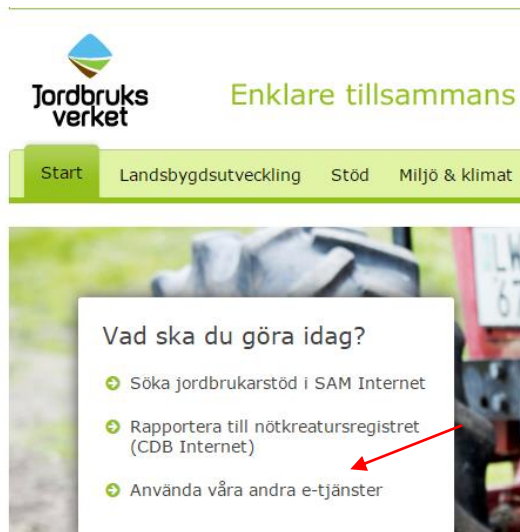 Jordbruks
verket
Enklare tillsammans
Start Landsbygdsutveckling Stöd Miljö & klimat
Vad ska du göra idag?
Söka jordbrukarstöd i SAM Internet
Rapportera till nötkreatursregistret
(CDB Internet)
Använda våra andra e-tjänster